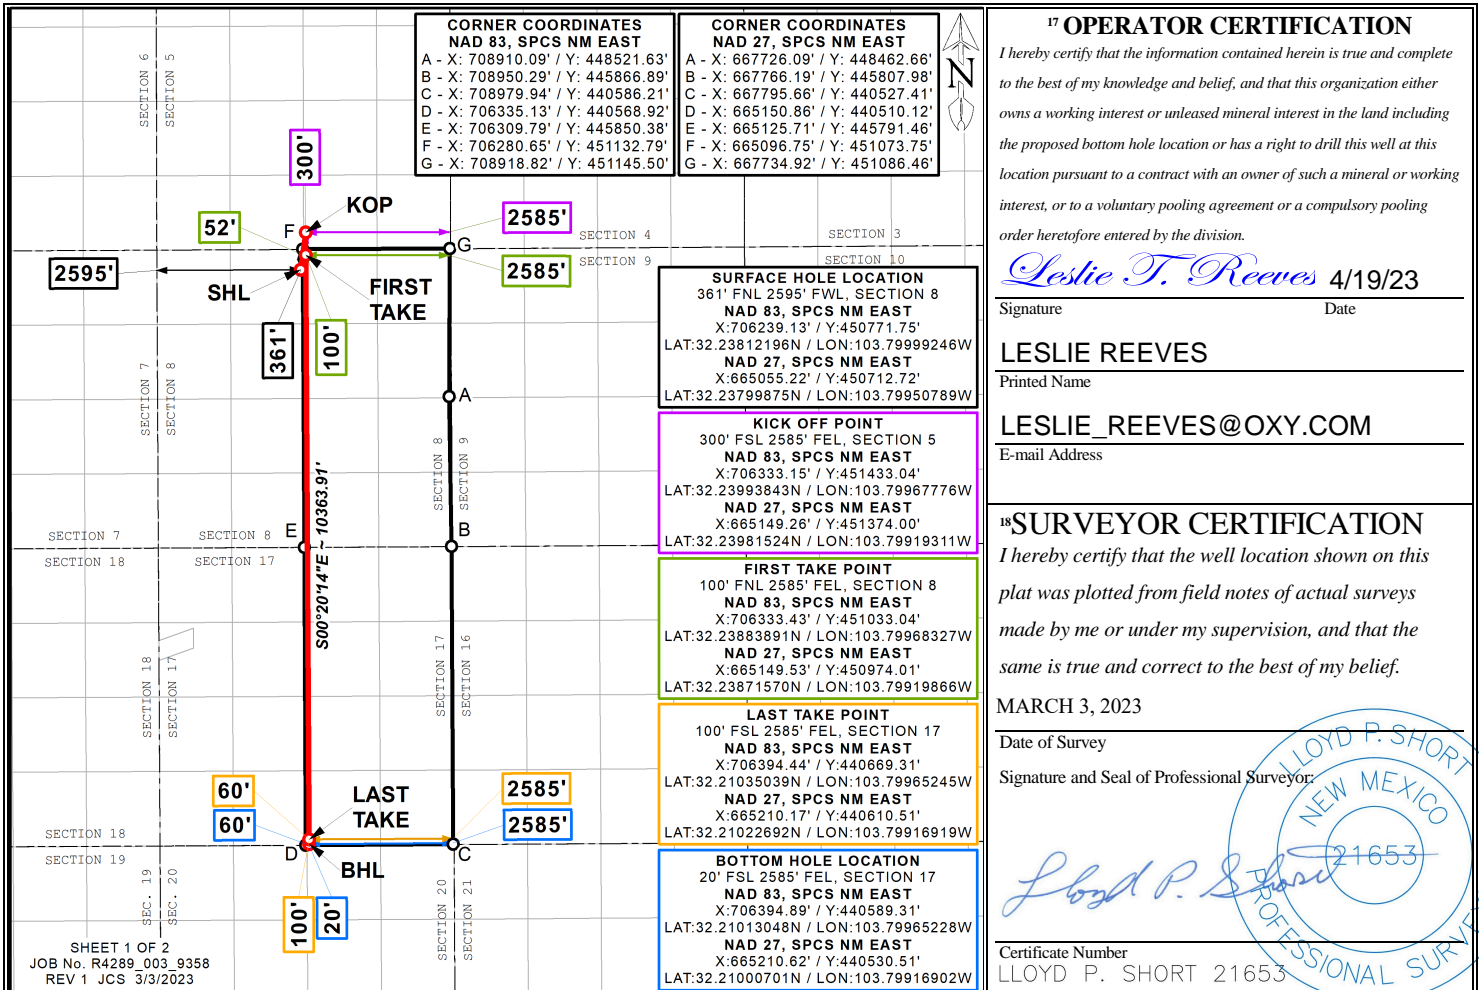 CORNER COORDINATES
NAD 83, SPCS NM EAST
A - X: 708910.09' / Y: 448521.63'
B - X: 708950.29' / Y: 445866.89'
C - X: 708979.94' / Y: 440586.21'
D - X: 706335.13' / Y: 440568.92'
E - X: 706309.79' / Y: 445850.38'
F - X: 706280.65' / Y: 451132.79'
G - X: 708918.82' / Y: 451145.50'
CORNER COORDINATES
NAD 27, SPCS NM EAST
A - X: 667726.09' / Y: 448462.66'
B - X: 667766.19' / Y: 445807.98'
C - X: 667795.66' / Y: 440527.41'
D - X: 665150.86' / Y: 440510.12'
E - X: 665125.71' / Y: 445791.46'
F - X: 665096.75' / Y: 451073.75'
G - X: 667734.92' / Y: 451086.46'
N
SECTION 6
SECTION 5
300'
KOP
52'
F
2585'
G
SECTION 4
SECTION 3
SECTION 9
SECTION 10
2585'
2595'
SHL
FIRST
TAKE
361'
100'
SECTION 7
SECTION 8
A
SECTION 8
SECTION 9
S00°20'14"E ~ 10363.91'
SECTION 7
SECTION 8
E
B
SECTION 18
SECTION 17
SECTION 18
SECTION 17
SECTION 17
SECTION 16
60'
60'
LAST
TAKE
2585'
2585'
SECTION 18
SECTION 19
D
C
BHL
SEC. 19
SEC. 20
100'
20'
SECTION 20
SECTION 21
SHEET 1 OF 2
JOB No. R4289_003_9358
REV 1 JCS 3/3/2023
SURFACE HOLE LOCATION
361' FNL 2595' FWL, SECTION 8
NAD 83, SPCS NM EAST
X:706239.13' / Y:450771.75'
LAT:32.23812196N / LON:103.79999246W
NAD 27, SPCS NM EAST
X:665055.22' / Y:450712.72'
LAT:32.23799875N / LON:103.79950789W
KICK OFF POINT
300' FSL 2585' FEL, SECTION 5
NAD 83, SPCS NM EAST
X:706333.15' / Y:451433.04'
LAT:32.23993843N / LON:103.79967776W
NAD 27, SPCS NM EAST
X:665149.26' / Y:451374.00'
LAT:32.23981524N / LON:103.79919311W
FIRST TAKE POINT
100' FNL 2585' FEL, SECTION 8
NAD 83, SPCS NM EAST
X:706333.43' / Y:451033.04'
LAT:32.23883891N / LON:103.79968327W
NAD 27, SPCS NM EAST
X:665149.53' / Y:450974.01'
LAT:32.23871570N / LON:103.79919866W
LAST TAKE POINT
100' FSL 2585' FEL, SECTION 17
NAD 83, SPCS NM EAST
X:706394.44' / Y:440669.31'
LAT:32.21035039N / LON:103.79965245W
NAD 27, SPCS NM EAST
X:665210.17' / Y:440610.51'
LAT:32.21022692N / LON:103.79916919W
BOTTOM HOLE LOCATION
20' FSL 2585' FEL, SECTION 17
NAD 83, SPCS NM EAST
X:706394.89' / Y:440589.31'
LAT:32.21013048N / LON:103.79965228W
NAD 27, SPCS NM EAST
X:665210.62' / Y:440530.51'
LAT:32.21000701N / LON:103.79916902W
17 OPERATOR CERTIFICATION
I hereby certify that the information contained herein is true and complete
to the best of my knowledge and belief, and that this organization either
owns a working interest or unleased mineral interest in the land including
the proposed bottom hole location or has a right to drill this well at this
location pursuant to a contract with an owner of such a mineral or working
interest, or to a voluntary pooling agreement or a compulsory pooling
order heretofore entered by the division.
Leslie T. Reeves 4/19/23
Signature Date
LESLIE REEVES
Printed Name
LESLIE_REEVES@OXY.COM
E-mail Address
18SURVEYOR CERTIFICATION
I hereby certify that the well location shown on this
plat was plotted from field notes of actual surveys
made by me or under my supervision, and that the
same is true and correct to the best of my belief.
MARCH 3, 2023
Date of Survey
Signature and Seal of Professional Surveyor:
Lloyd P. Short
LLOYD P. SHORT
NEW MEXICO
21653
PROFESSIONAL SURVE
Certificate Number
LLOYD P. SHORT 21653